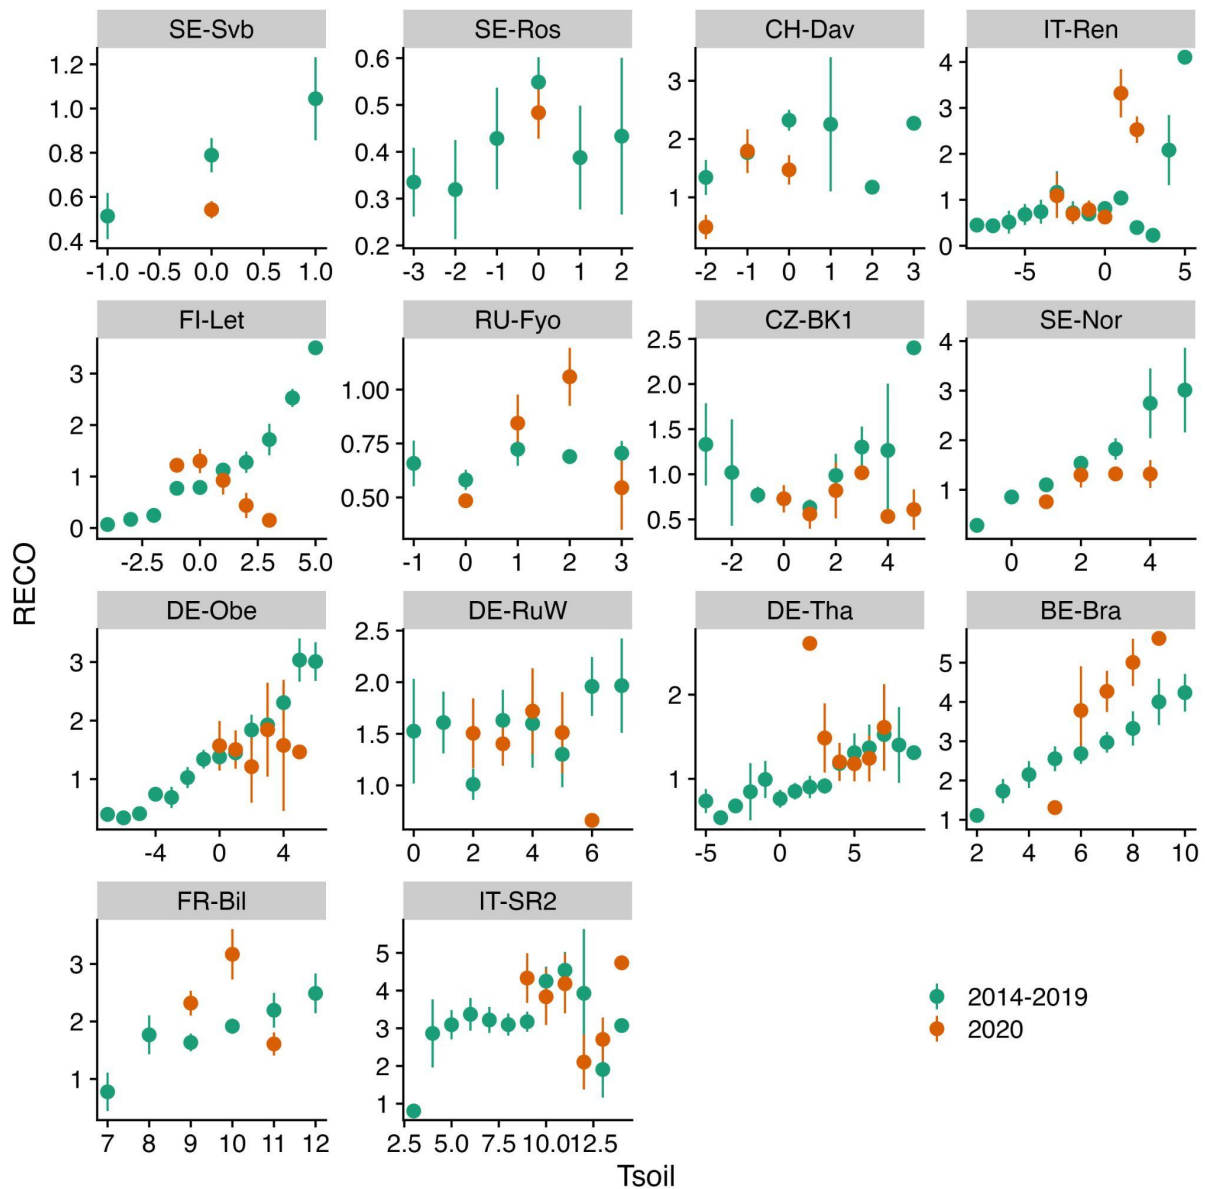 SE-Svb SE-Ros CH-Dav IT-Ren
1.2 1.0 0.8 0.6 0.4
0.6 0.5 0.4 0.3 0.2
3 2 1
4 3 2 1 0
-1.0 -0.5 0.0 0.5 1.0
-3 -2 -1 0 1 2
-2 -1 0 1 2 3
-5 0 5
FI-Let RU-Fyo CZ-BK1 SE-Nor
3 2 1 0
1.00 0.75 0.50
2.5 2.0 1.5 1.0 0.5
4 3 2 1
-2.5 0.0 2.5 5.0
-1 0 1 2 3
-2 0 2 4
0 2 4
RECO
DE-Obe DE-RuW DE-Tha BE-Bra
3 2 1
2.5 2.0 1.5 1.0
2 1
5 4 3 2 1
-4 0 4
0 2 4 6
-5 0 5
2 4 6 8 10
FR-Bil IT-SR2
3 2 1
5 4 3 2 1
7 8 9 10 11 12
2.5 5.0 7.5 10.0 12.5
2014-2019
2020
Tsoil